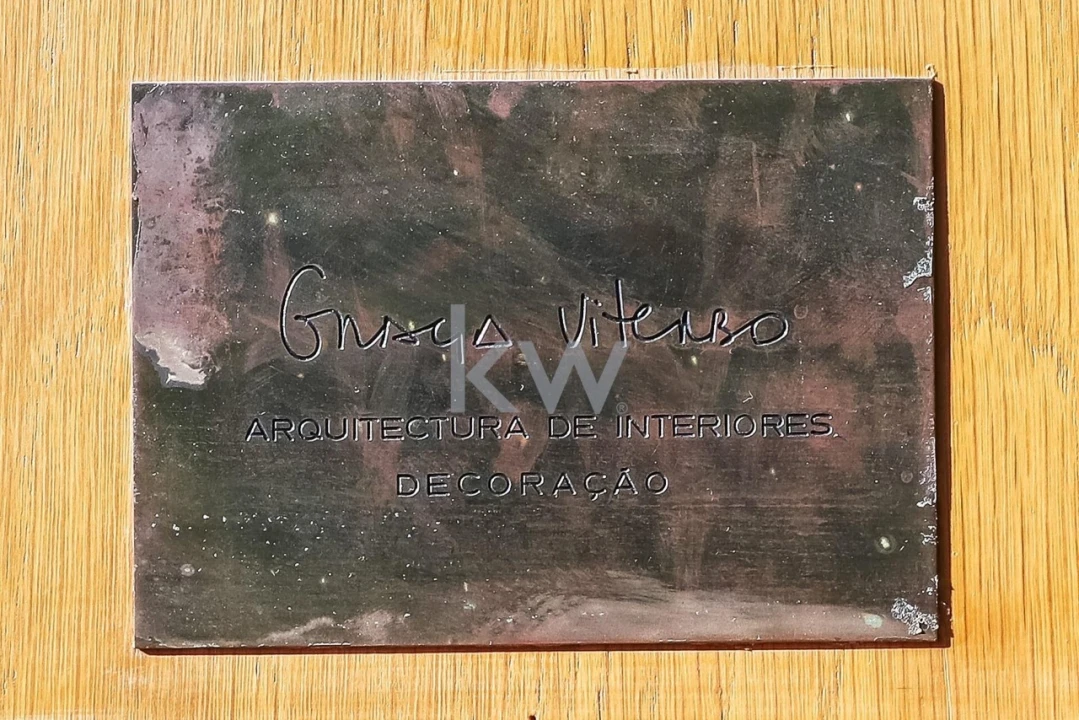 Graça Viterbo
kw
ARQUITECTURA DE INTERIORES
DECORAÇÃO